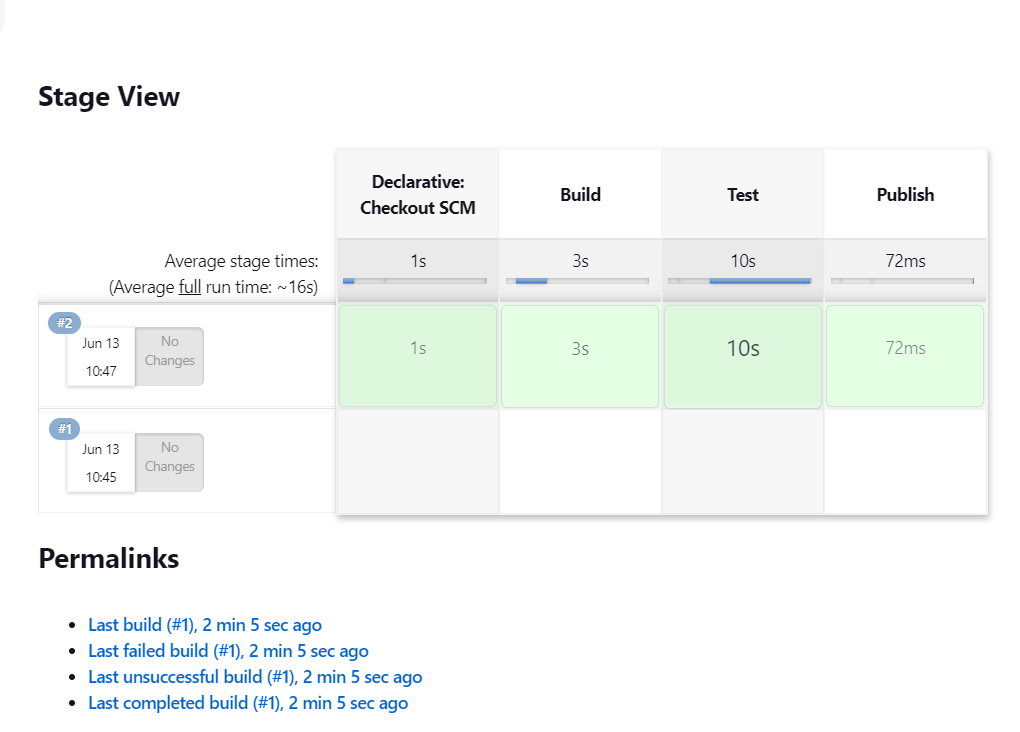 Stage View
Declarative:
Checkout SCM
Build
Test
Publish
Average stage times:
(Average full run time: ~16s)
1s
3s
10s
72ms
#2
Jun 13
10:47
No
Changes
1s
3s
10s
72ms
#1
Jun 13
10:45
No
Changes
Permalinks
Last build (#1), 2 min 5 sec ago
Last failed build (#1), 2 min 5 sec ago
Last unsuccessful build (#1), 2 min 5 sec ago
Last completed build (#1), 2 min 5 sec ago